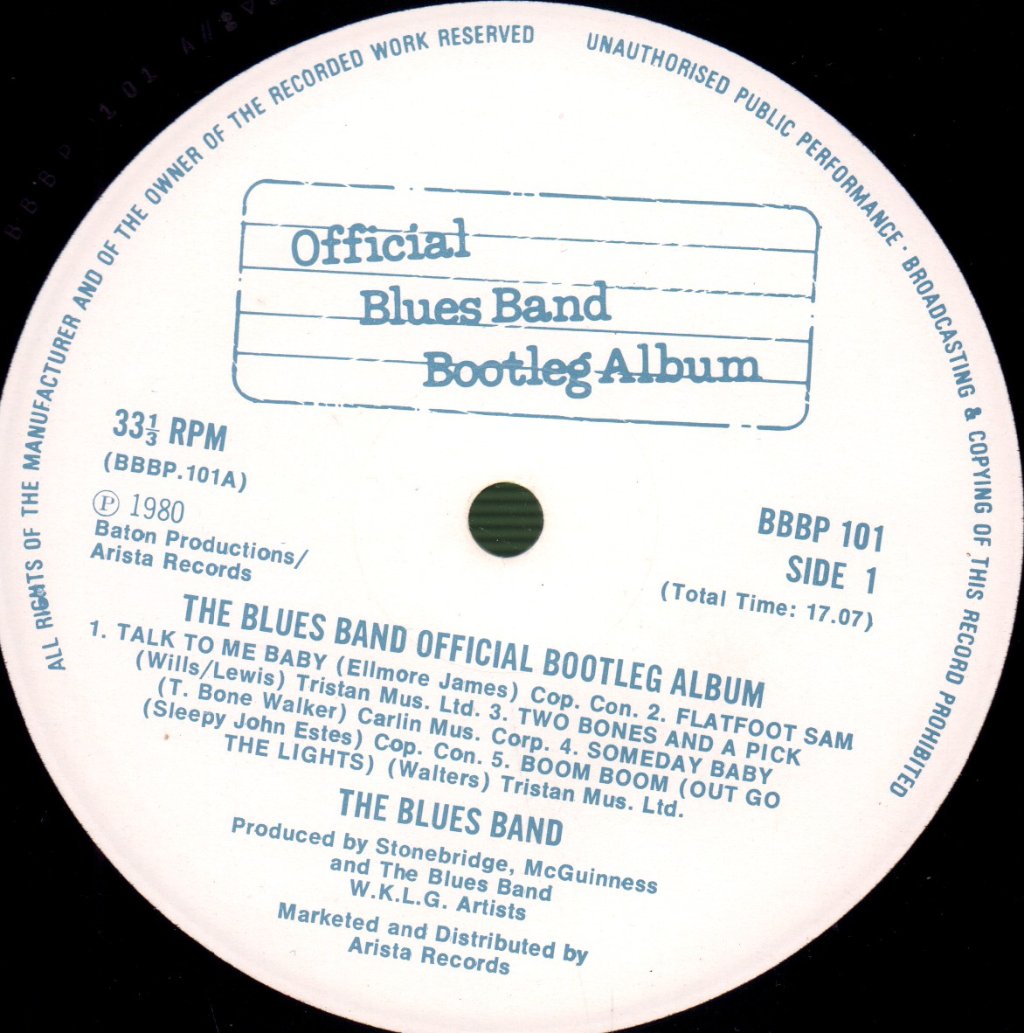 ALL RIGHTS OF THE MANUFACTURER AND OF THE OWNER OF THE RECORDED WORK RESERVED
UNAUTHORISED PUBLIC PERFORMANCE · BROADCASTING & COPYING OF THIS RECORD PROHIBITED
Official
Blues Band
Bootleg Album
33⅓ RPM
(BBBP.101A)
℗ 1980
Baton Productions/
Arista Records
BBBP 101
SIDE 1
(Total Time: 17.07)
THE BLUES BAND OFFICIAL BOOTLEG ALBUM
1. TALK TO ME BABY (Ellmore James) Cop. Con. 2. FLATFOOT SAM
(Wills/Lewis) Tristan Mus. Ltd. 3. TWO BONES AND A PICK
(T. Bone Walker) Carlin Mus. Corp. 4. SOMEDAY BABY
(Sleepy John Estes) Cop. Con. 5. BOOM BOOM (OUT GO
THE LIGHTS) (Walters) Tristan Mus. Ltd.
THE BLUES BAND
Produced by Stonebridge, McGuinness
and The Blues Band
W.K.L.G. Artists
Marketed and Distributed by
Arista Records